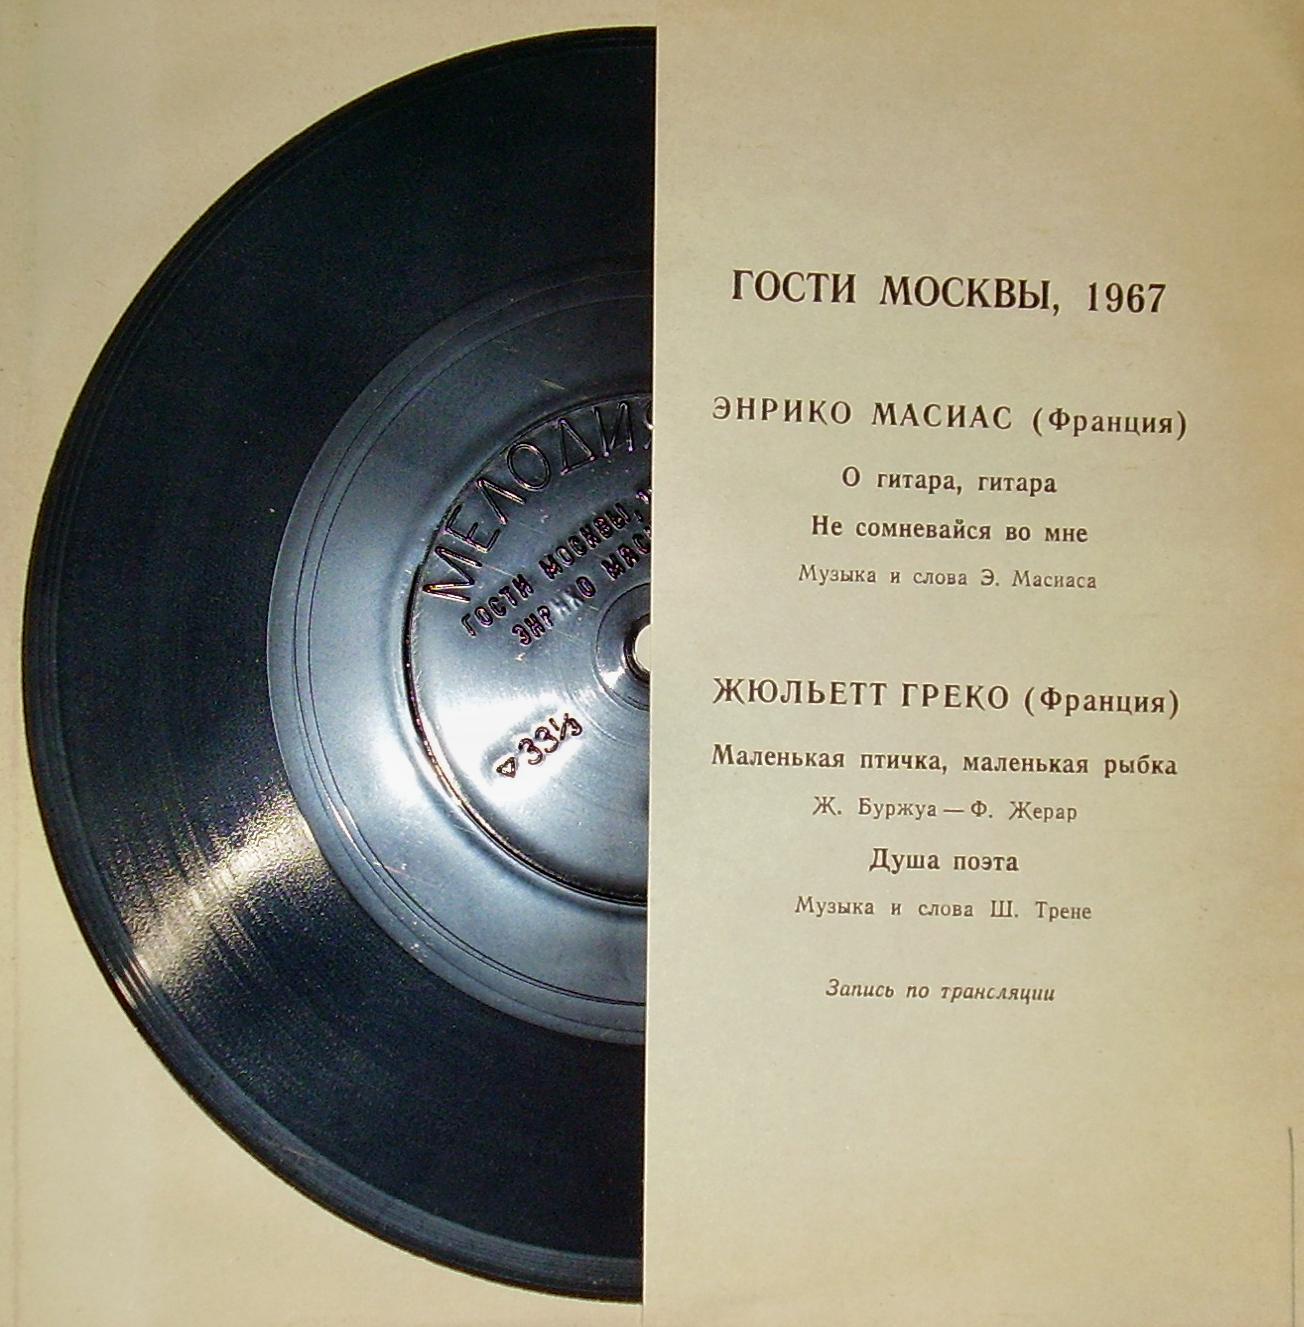 МЕЛОДИЯ
ГОСТИ МОСКВЫ,
ЭНРИКО
33⅓
ГОСТИ МОСКВЫ, 1967
ЭНРИКО МАСИАС (Франция)
О гитара, гитара
Не сомневайся во мне
Музыка и слова Э. Масиаса
ЖЮЛЬЕТТ ГРЕКО (Франция)
Маленькая птичка, маленькая рыбка
Ж. Буржуа — Ф. Жерар
Душа поэта
Музыка и слова Ш. Трене
Запись по трансляции